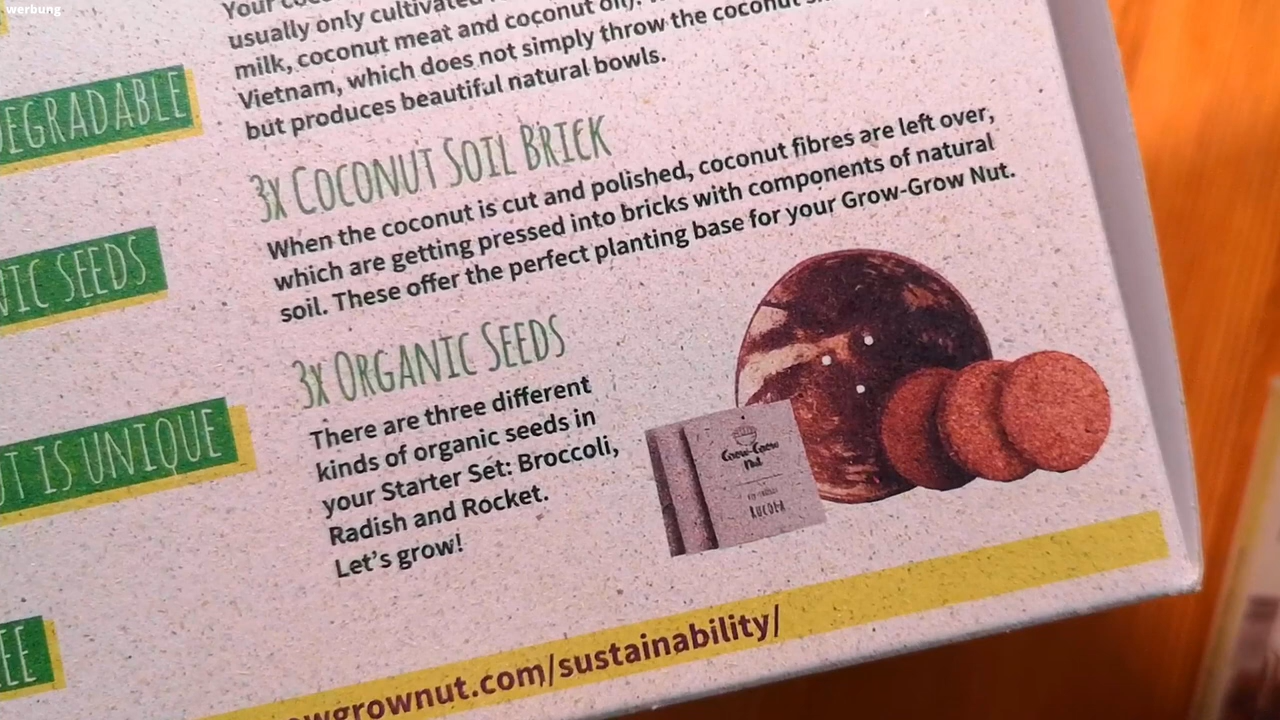 werbung
usually only cultivated
milk, coconut meat and coconut oil).
Vietnam, which does not simply throw the coconut
but produces beautiful natural bowls.
3x COCONUT SOIL BRICK
When the coconut is cut and polished, coconut fibres are left over,
which are getting pressed into bricks with components of natural
soil. These offer the perfect planting base for your Grow-Grow Nut.
3x ORGANIC SEEDS
There are three different
kinds of organic seeds in
your Starter Set: Broccoli,
Radish and Rocket.
Let's grow!
DEGRADABLE
NIC SEEDS
UT IS UNIQUE
EE
Grow-Grow
Nut
RUCOLA
owgrownut.com/sustainability/